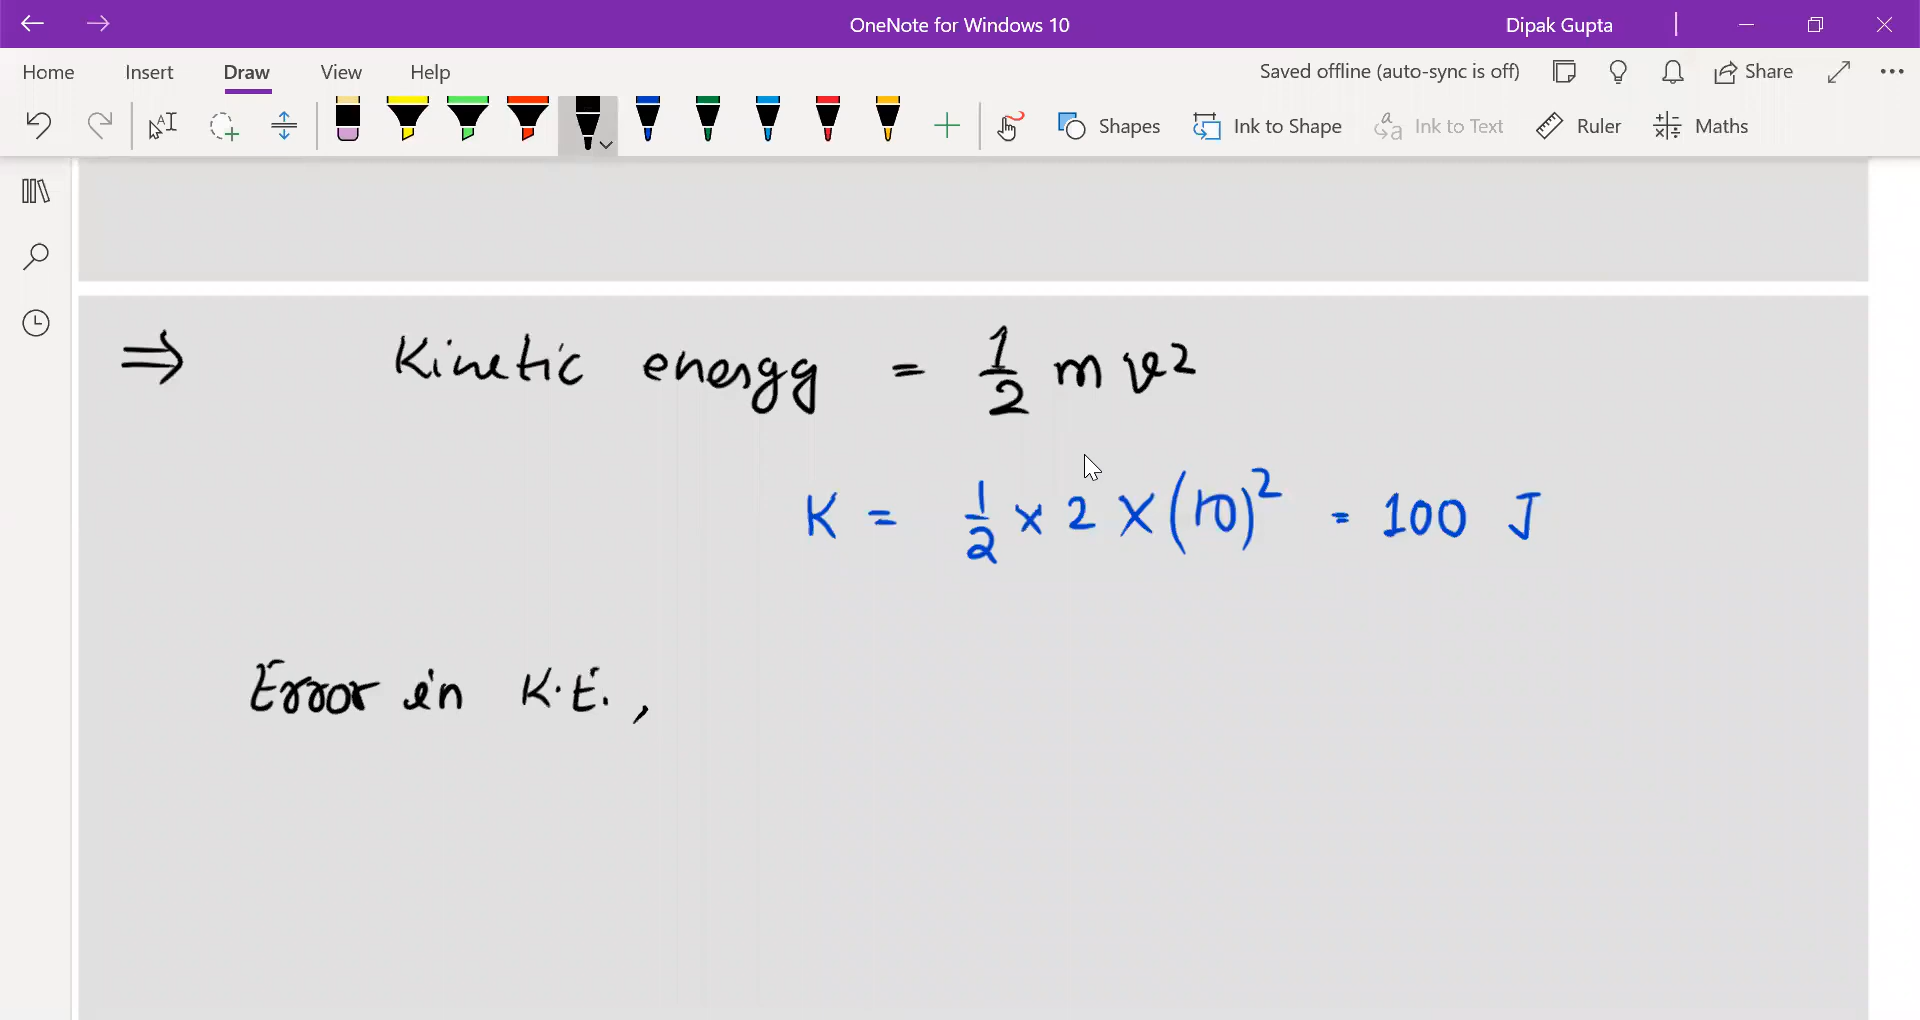 OneNote for Windows 10
Dipak Gupta
Home Insert Draw View Help
Saved offline (auto-sync is off) Share
Shapes Ink to Shape Ink to Text Ruler Maths
⇒ Kinetic energy = 1/2 m v²
K = 1/2 × 2 × (10)² = 100 J
Error in K.E.,